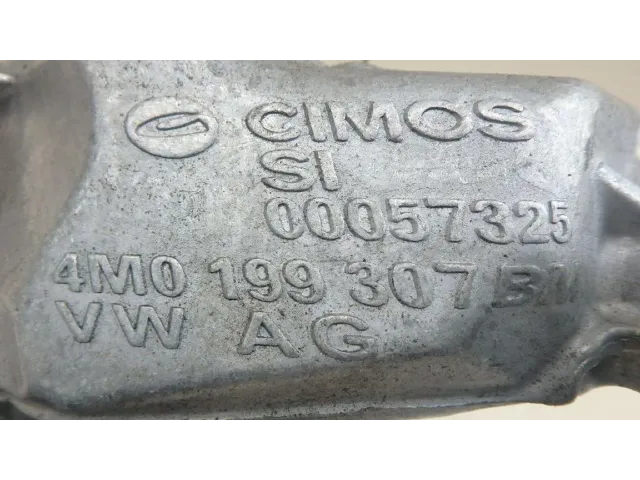 CIMOS
SI
00057325
4M0 199 307
VW AG